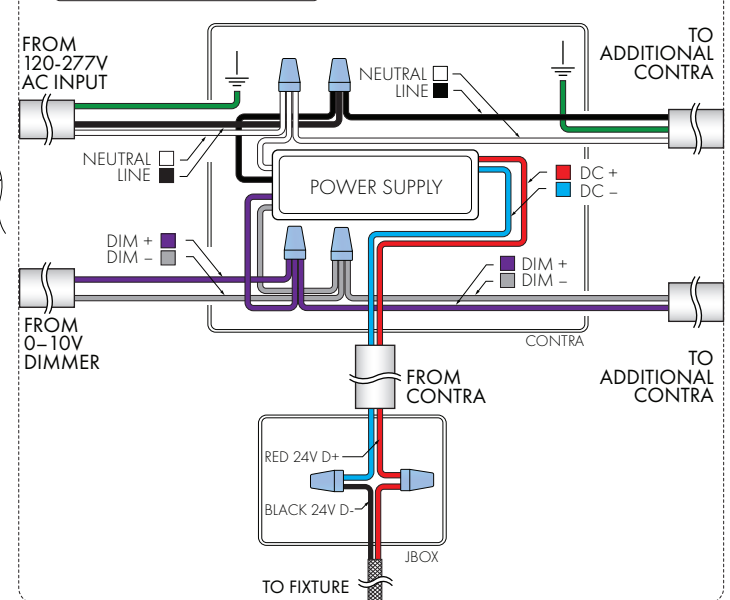 FROM
120-277V
AC INPUT
TO
ADDITIONAL
CONTRA
NEUTRAL
LINE
NEUTRAL
LINE
POWER SUPPLY
DC +
DC –
DIM +
DIM –
DIM +
DIM –
FROM
0–10V
DIMMER
CONTRA
TO
ADDITIONAL
CONTRA
FROM
CONTRA
RED 24V D+
BLACK 24V D-
JBOX
TO FIXTURE